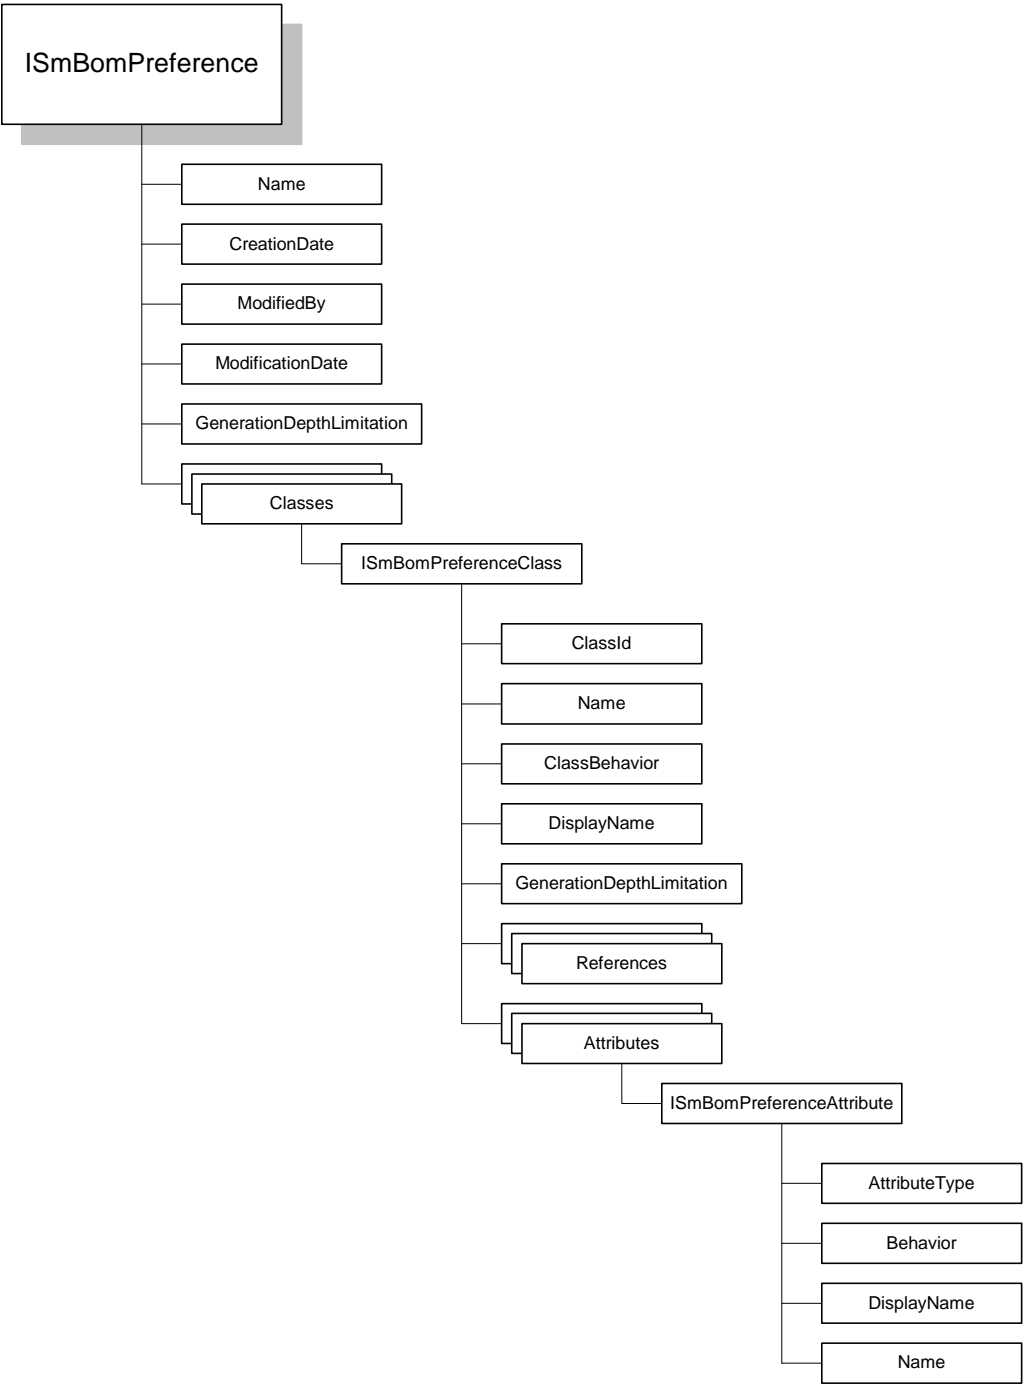 ISmBomPreference
Name
CreationDate
ModifiedBy
ModificationDate
GenerationDepthLimitation
Classes
ISmBomPreferenceClass
ClassId
Name
ClassBehavior
DisplayName
GenerationDepthLimitation
References
Attributes
ISmBomPreferenceAttribute
AttributeType
Behavior
DisplayName
Name